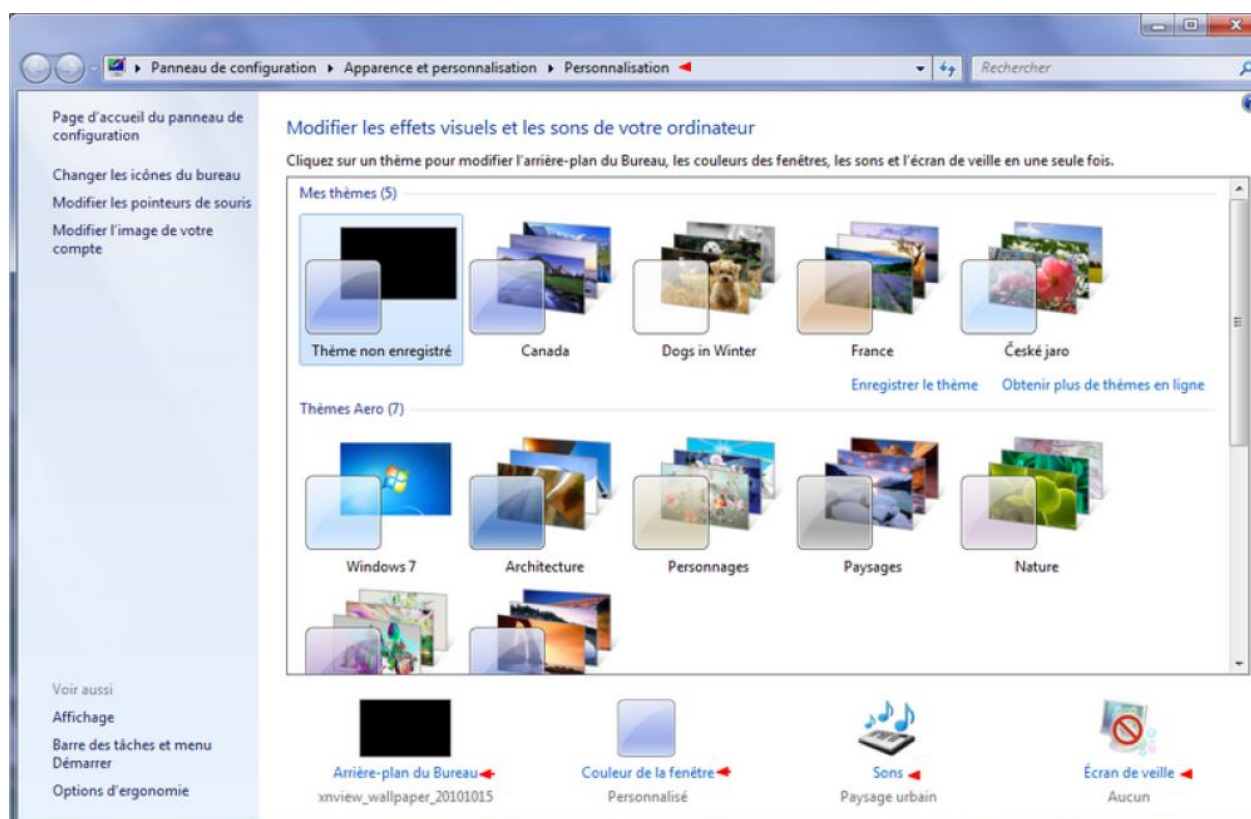 Panneau de configuration ▸ Apparence et personnalisation ▸ Personnalisation
Rechercher
Page d'accueil du panneau de
configuration
Changer les icônes du bureau
Modifier les pointeurs de souris
Modifier l'image de votre
compte
Modifier les effets visuels et les sons de votre ordinateur
Cliquez sur un thème pour modifier l'arrière-plan du Bureau, les couleurs des fenêtres, les sons et l'écran de veille en une seule fois.
Mes thèmes (5)
Thème non enregistré
Canada
Dogs in Winter
France
České jaro
Enregistrer le thème
Obtenir plus de thèmes en ligne
Thèmes Aero (7)
Windows 7
Architecture
Personnages
Paysages
Nature
Voir aussi
Affichage
Barre des tâches et menu
Démarrer
Options d'ergonomie
Arrière-plan du Bureau
xnview_wallpaper_20101015
Couleur de la fenêtre
Personnalisé
Sons
Paysage urbain
Écran de veille
Aucun